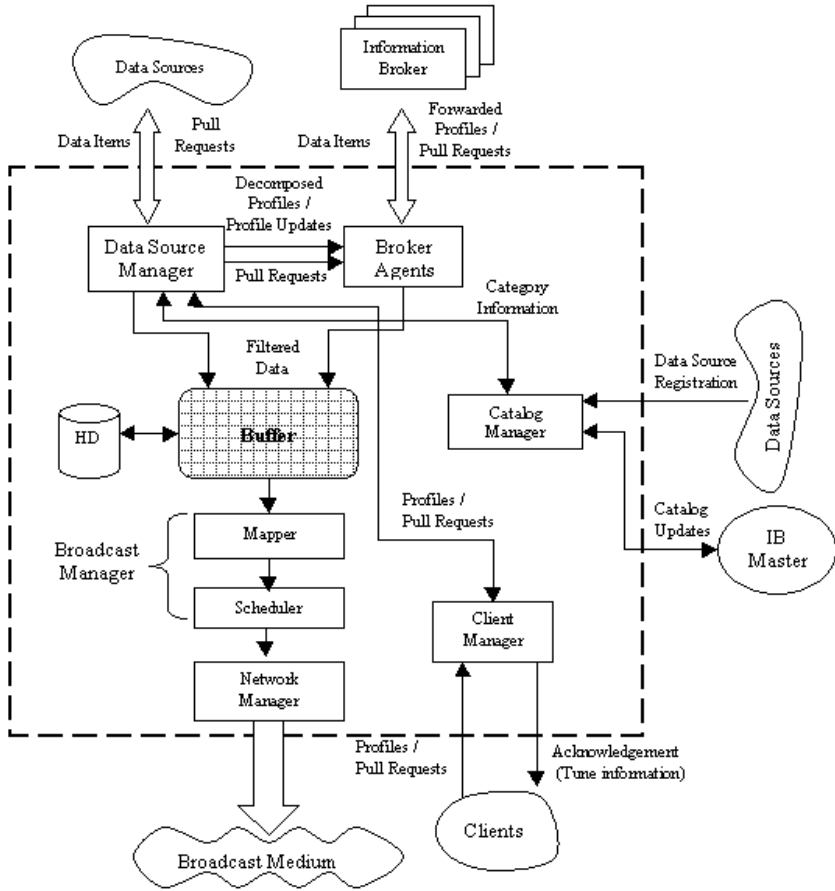 Information
Broker
Data Sources
Data Items
Pull
Requests
Data Items
Forwarded
Profiles /
Pull Requests
Decomposed
Profiles /
Profile Updates
Data Source
Manager
Pull Requests
Broker
Agents
Category
Information
Filtered
Data
Data Source
Registration
Data Sources
HD
Buffer
Catalog
Manager
Profiles /
Pull Requests
Catalog
Updates
IB
Master
Broadcast
Manager
Mapper
Scheduler
Client
Manager
Network
Manager
Profiles /
Pull Requests
Acknowledgement
(Tune information)
Clients
Broadcast Medium